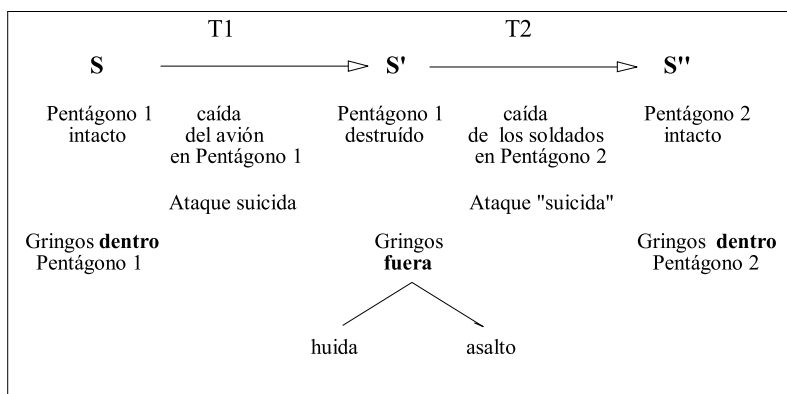 T1 T2
S S' S''
Pentágono 1 caída Pentágono 1 caída Pentágono 2
intacto del avión destruído de los soldados intacto
en Pentágono 1 en Pentágono 2
Ataque suicida Ataque "suicida"
Gringos dentro Gringos Gringos dentro
Pentágono 1 fuera Pentágono 2
huida asalto